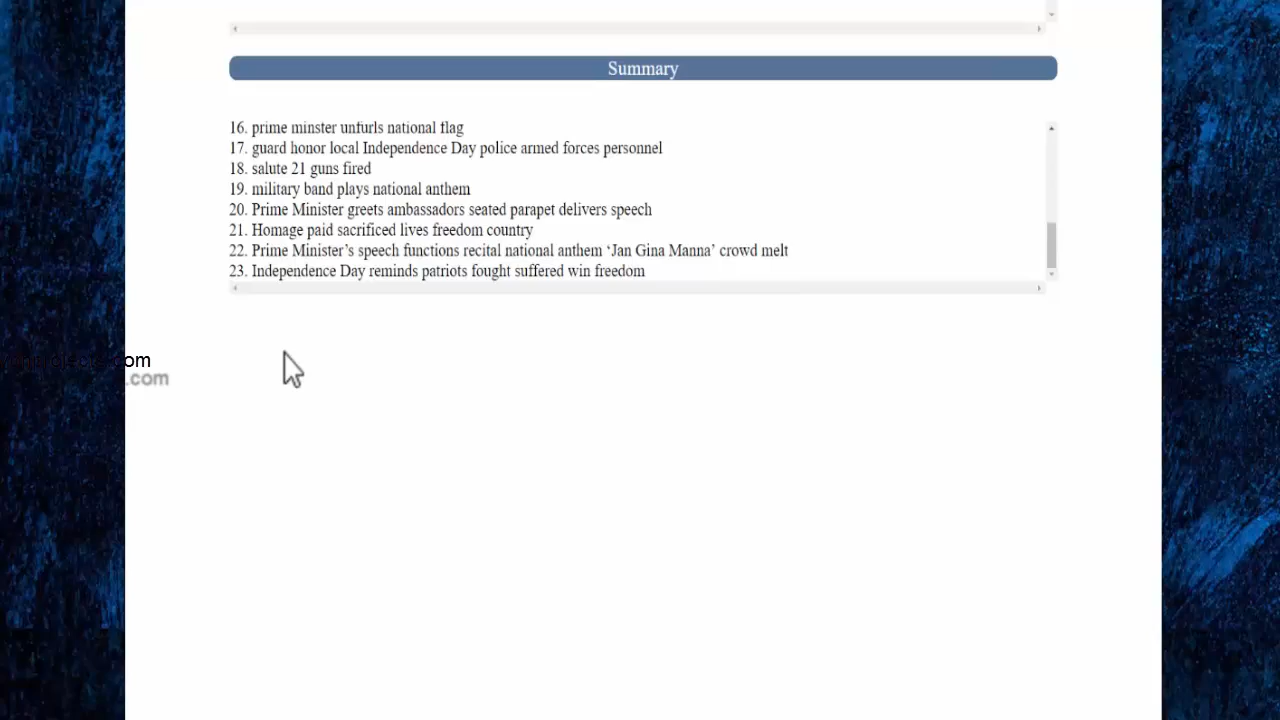 Summary
16. prime minster unfurls national flag
17. guard honor local Independence Day police armed forces personnel
18. salute 21 guns fired
19. military band plays national anthem
20. Prime Minister greets ambassadors seated parapet delivers speech
21. Homage paid sacrificed lives freedom country
22. Prime Minister’s speech functions recital national anthem ‘Jan Gina Manna’ crowd melt
23. Independence Day reminds patriots fought suffered win freedom
.com